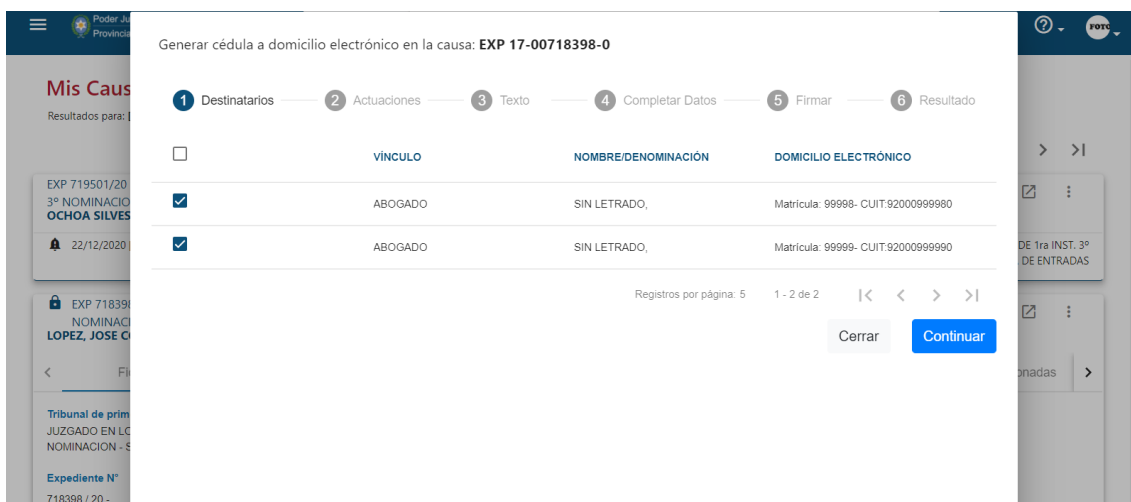 Poder Ju
Provincia
FOTO
Generar cédula a domicilio electrónico en la causa: EXP 17-00718398-0
Mis Caus
Resultados para:
1 Destinatarios 2 Actuaciones 3 Texto 4 Completar Datos 5 Firmar 6 Resultado
VÍNCULO NOMBRE/DENOMINACIÓN DOMICILIO ELECTRÓNICO
ABOGADO SIN LETRADO, Matrícula: 99998- CUIT:92000999980
ABOGADO SIN LETRADO, Matrícula: 99999- CUIT:92000999990
Registros por página: 5 1 - 2 de 2
Cerrar Continuar
EXP 719501/20
3º NOMINACIO
OCHOA SILVES
22/12/2020
DE 1ra INST. 3º
DE ENTRADAS
EXP 718398
NOMINACI
LOPEZ, JOSE CO
Fi
onadas
Tribunal de prim
JUZGADO EN LO
NOMINACION - S
Expediente N°
718398 / 20 -